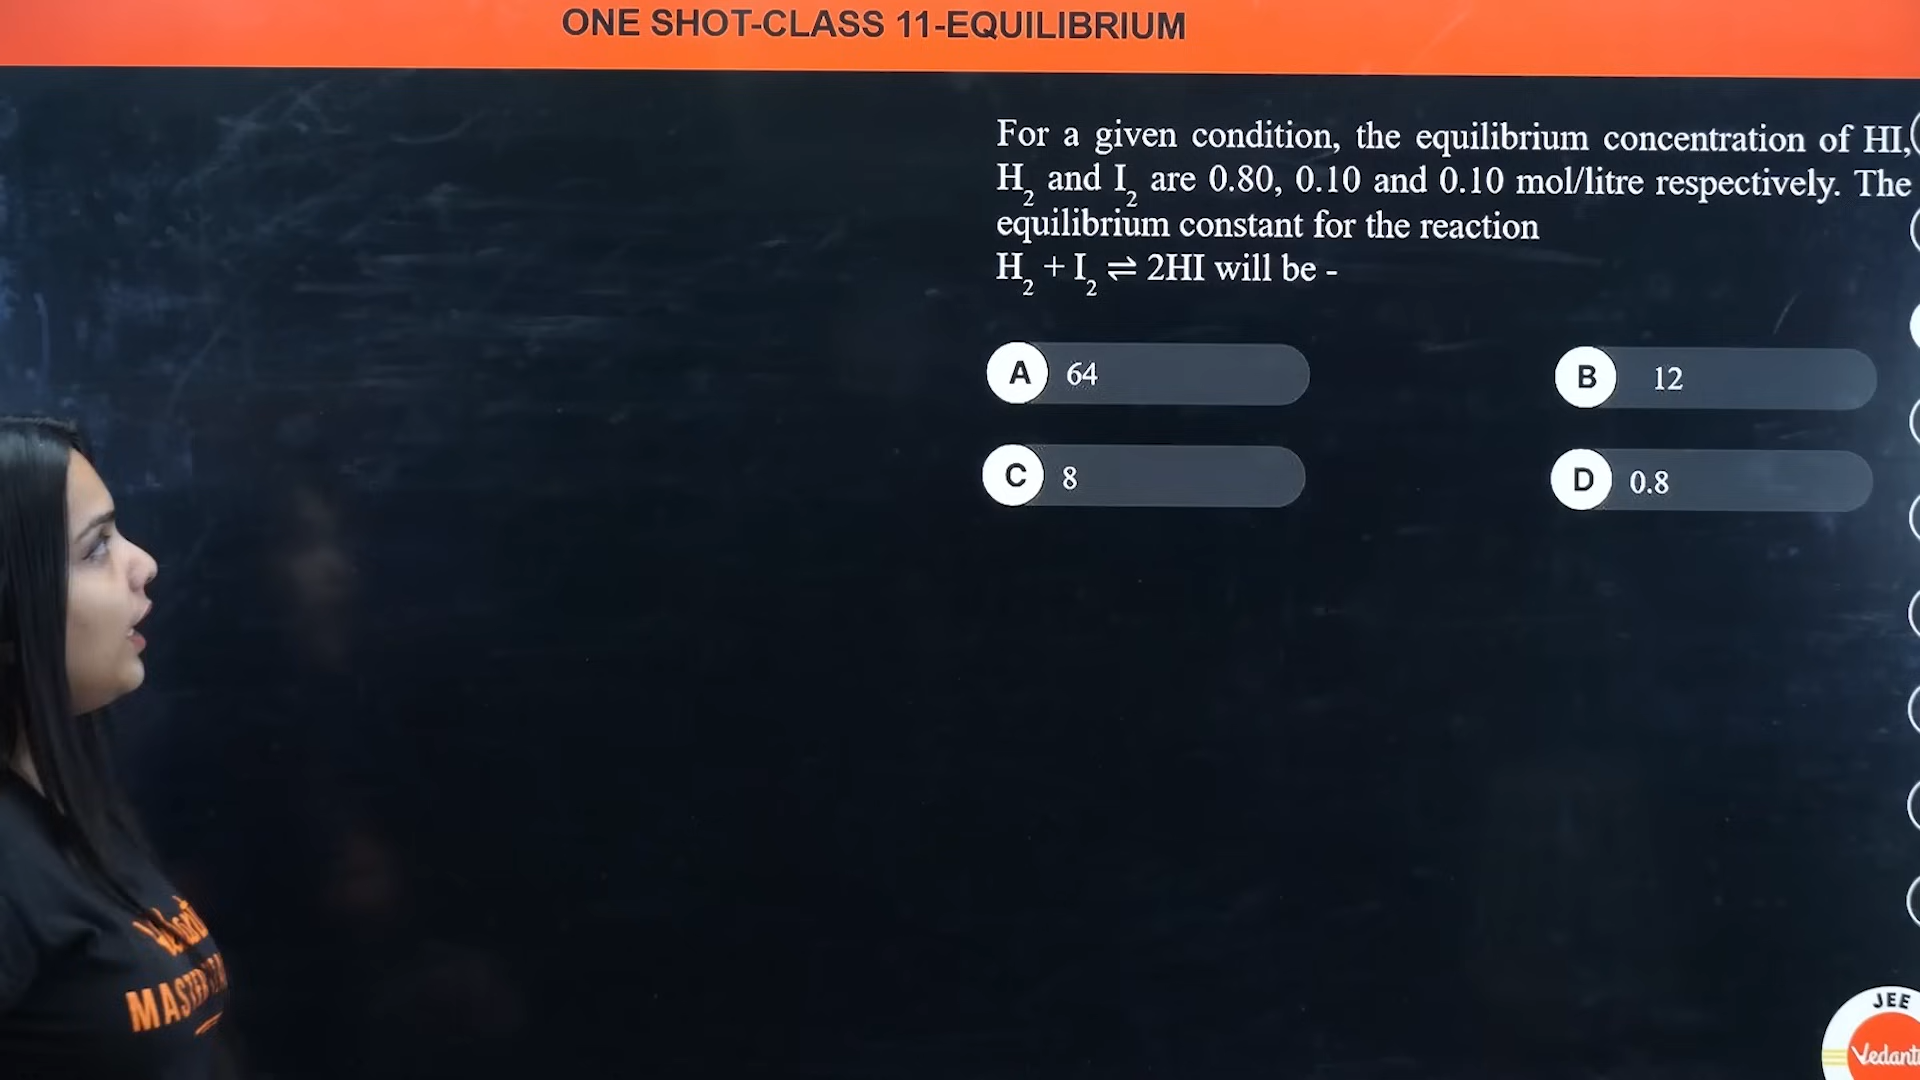 ONE SHOT-CLASS 11-EQUILIBRIUM
For a given condition, the equilibrium concentration of HI,
H₂ and I₂ are 0.80, 0.10 and 0.10 mol/litre respectively. The
equilibrium constant for the reaction
H₂ + I₂ ⇌ 2HI will be -
A 64
B 12
C 8
D 0.8
JEE